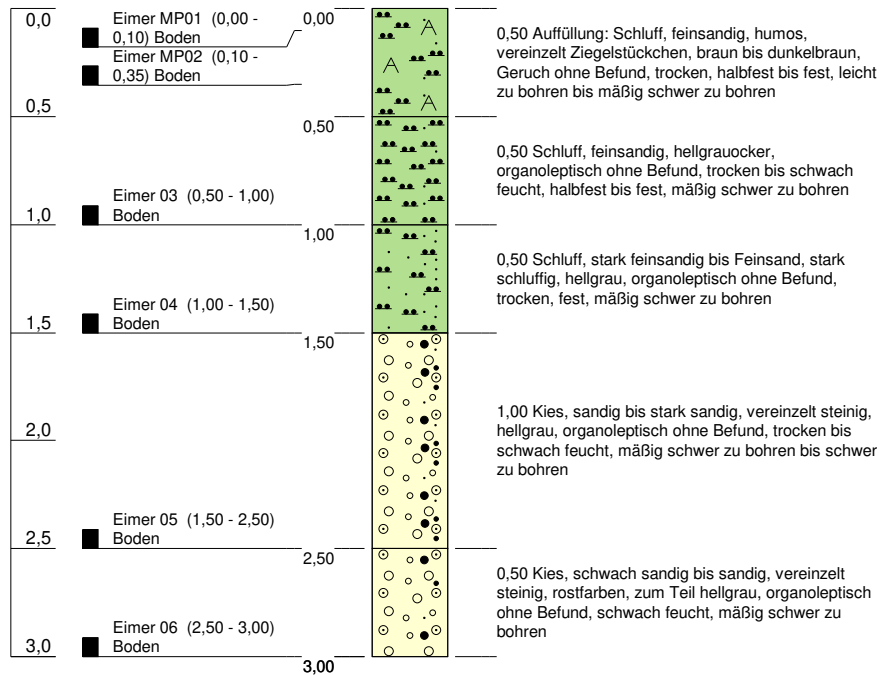 0,0
0,5
1,0
1,5
2,0
2,5
3,0
Eimer MP01 (0,00 -
0,10) Boden
Eimer MP02 (0,10 -
0,35) Boden
Eimer 03 (0,50 - 1,00)
Boden
Eimer 04 (1,00 - 1,50)
Boden
Eimer 05 (1,50 - 2,50)
Boden
Eimer 06 (2,50 - 3,00)
Boden
0,00
0,50
1,00
1,50
2,50
3,00
A
A
A
0,50 Auffüllung: Schluff, feinsandig, humos,
vereinzelt Ziegelstückchen, braun bis dunkelbraun,
Geruch ohne Befund, trocken, halbfest bis fest, leicht
zu bohren bis mäßig schwer zu bohren
0,50 Schluff, feinsandig, hellgrauocker,
organoleptisch ohne Befund, trocken bis schwach
feucht, halbfest bis fest, mäßig schwer zu bohren
0,50 Schluff, stark feinsandig bis Feinsand, stark
schluffig, hellgrau, organoleptisch ohne Befund,
trocken, fest, mäßig schwer zu bohren
1,00 Kies, sandig bis stark sandig, vereinzelt steinig,
hellgrau, organoleptisch ohne Befund, trocken bis
schwach feucht, mäßig schwer zu bohren bis schwer
zu bohren
0,50 Kies, schwach sandig bis sandig, vereinzelt
steinig, rostfarben, zum Teil hellgrau, organoleptisch
ohne Befund, schwach feucht, mäßig schwer zu
bohren